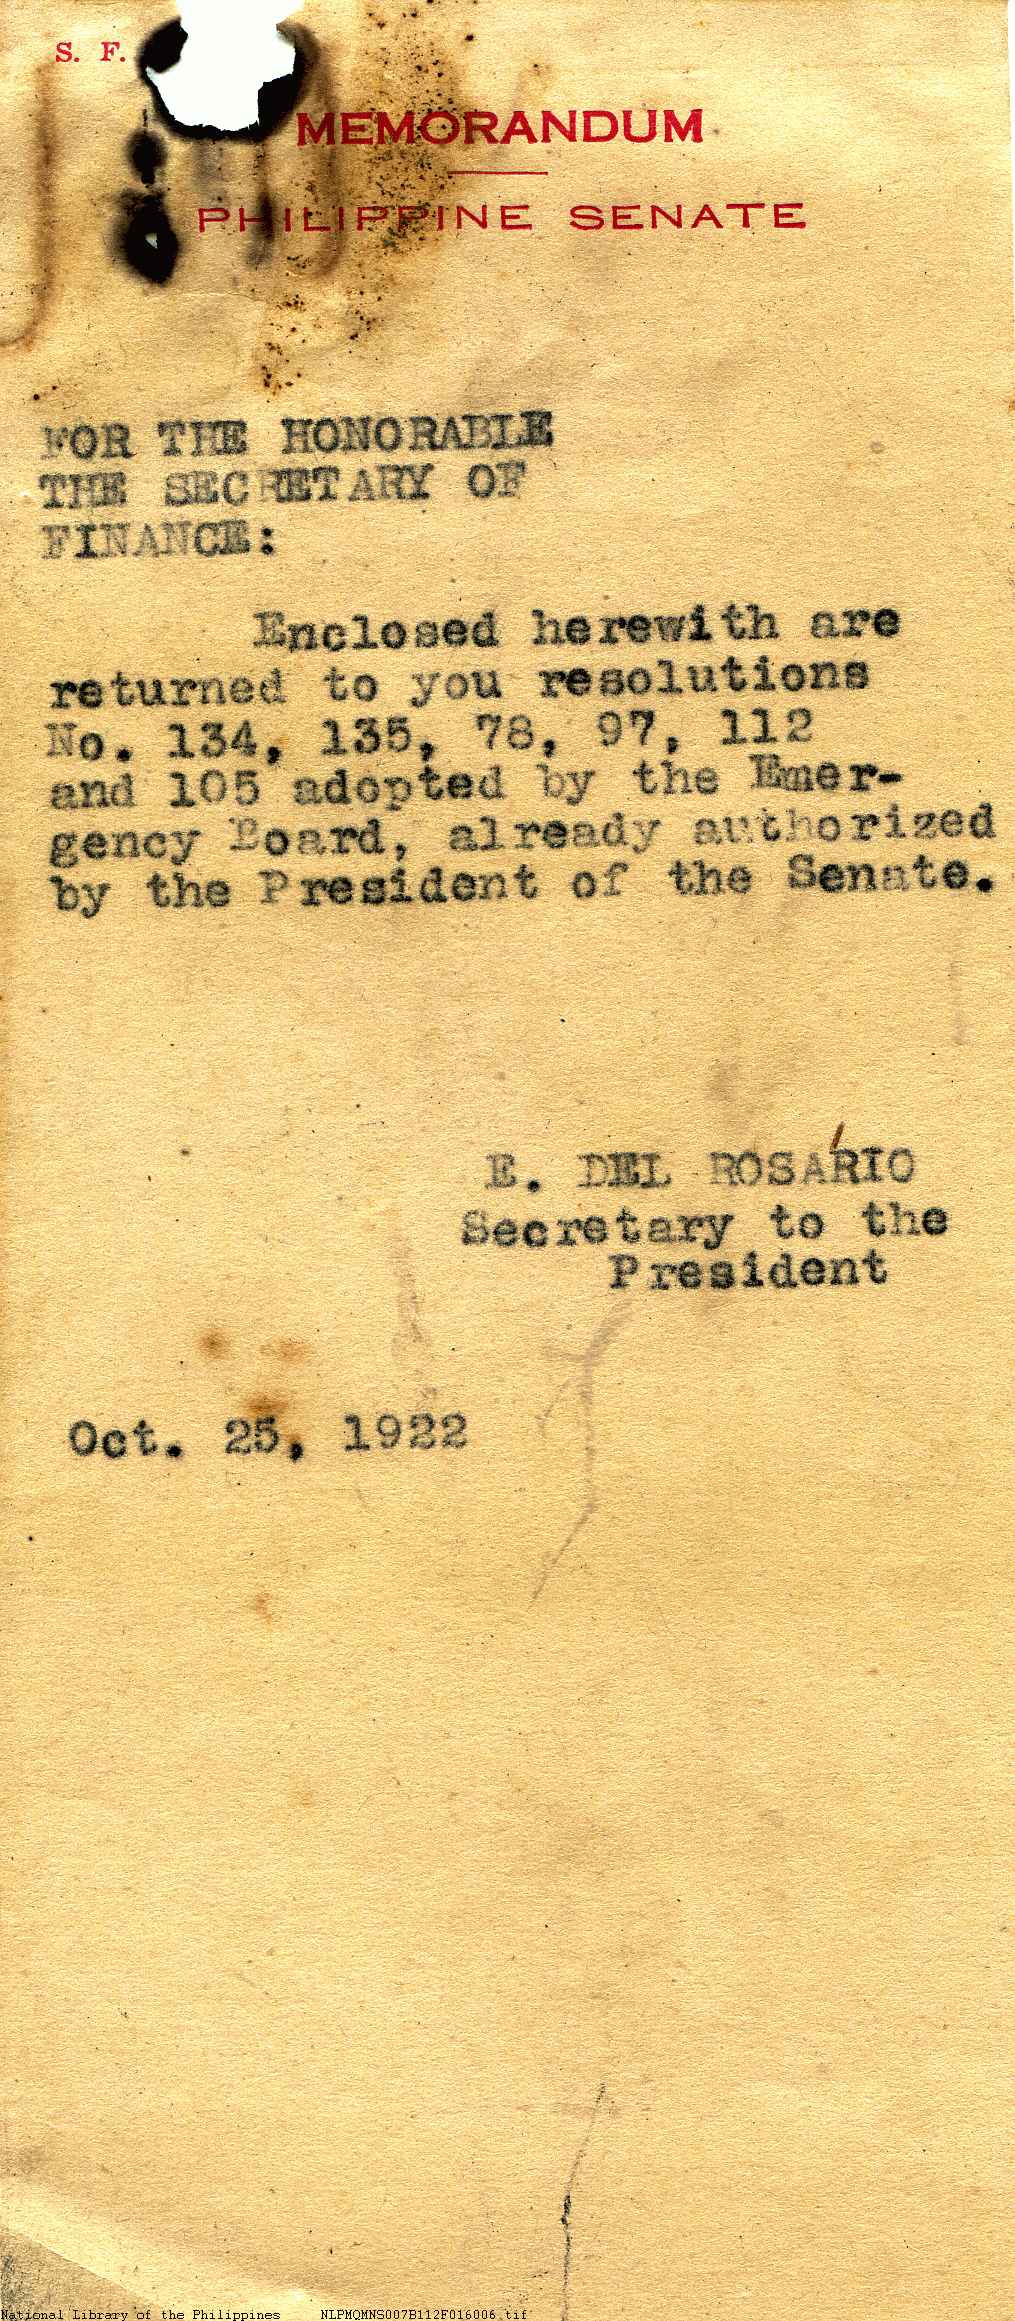 S. F.
MEMORANDUM
PHILIPPINE SENATE
FOR THE HONORABLE
THE SECRETARY OF
FINANCE:
Enclosed herewith are
returned to you resolutions
No. 134, 135, 78, 97, 112
and 105 adopted by the Emer-
gency Board, already authorized
by the President of the Senate.
E. DEL ROSARIO
Secretary to the
President
Oct. 25, 1922
National Library of the Philippines NLPMQMNS007B112F016006.tif